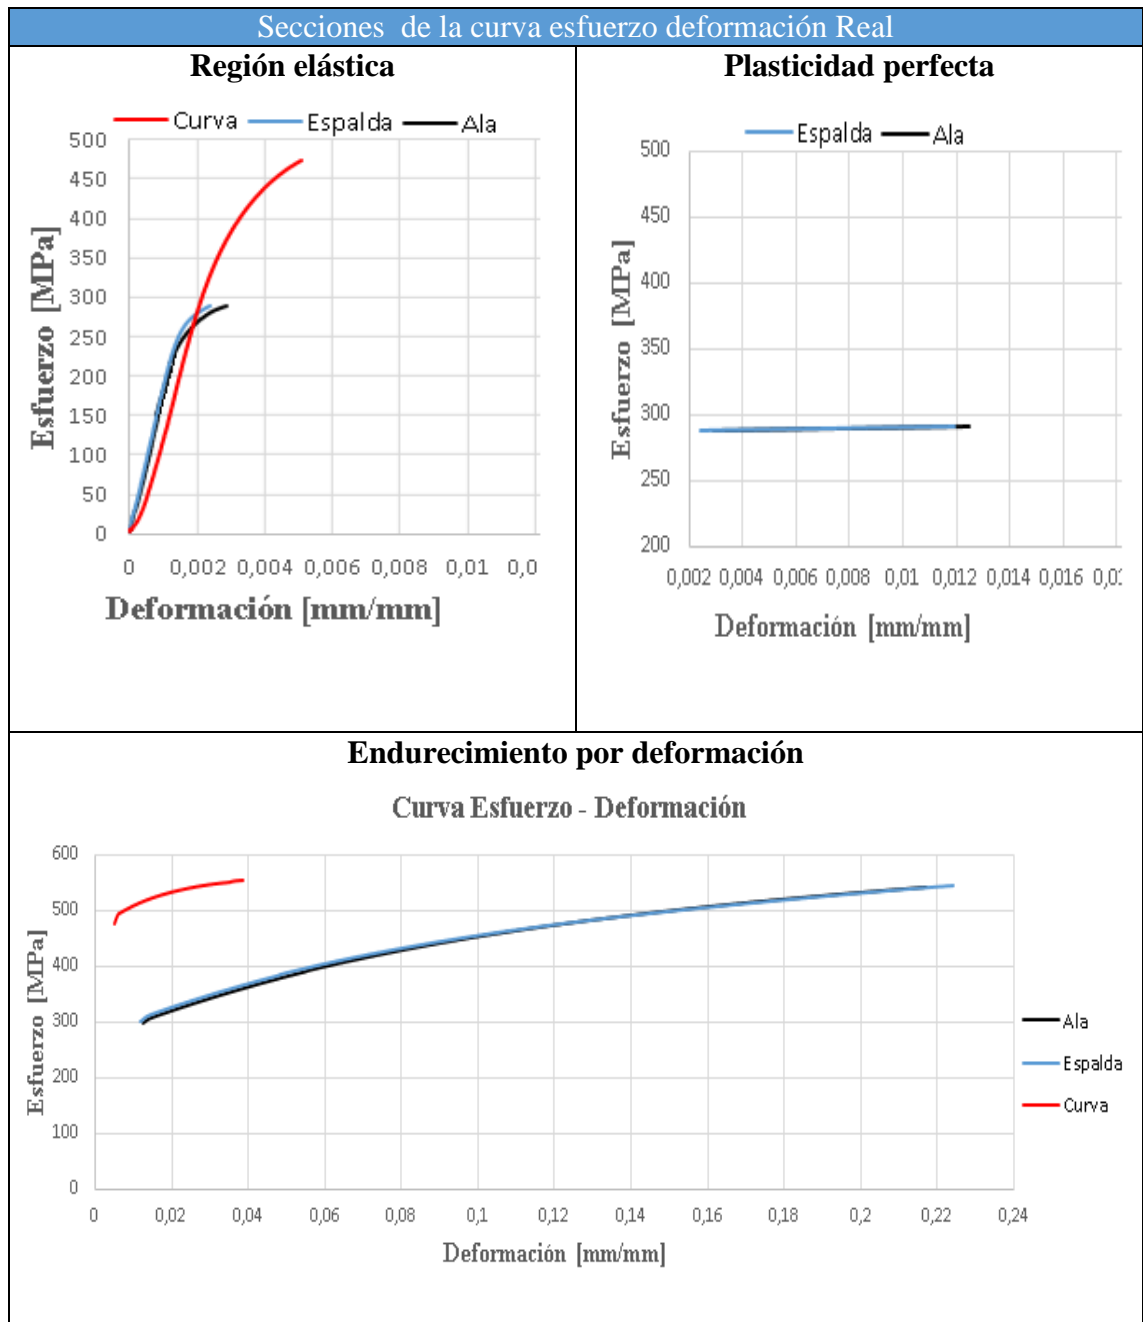 Secciones de la curva esfuerzo deformación Real
Región elástica
Curva Espalda Ala
500
450
400
350
300
250
200
150
100
50
0
Esfuerzo [MPa]
0 0,002 0,004 0,006 0,008 0,01 0,0
Deformación [mm/mm]
Plasticidad perfecta
Espalda Ala
500
450
400
350
300
250
200
Esfuerzo [MPa]
0,002 0,004 0,006 0,008 0,01 0,012 0,014 0,016 0,01
Deformación [mm/mm]
Endurecimiento por deformación
Curva Esfuerzo - Deformación
600
500
400
300
200
100
0
Esfuerzo [MPa]
0 0,02 0,04 0,06 0,08 0,1 0,12 0,14 0,16 0,18 0,2 0,22 0,24
Deformación [mm/mm]
Ala
Espalda
Curva